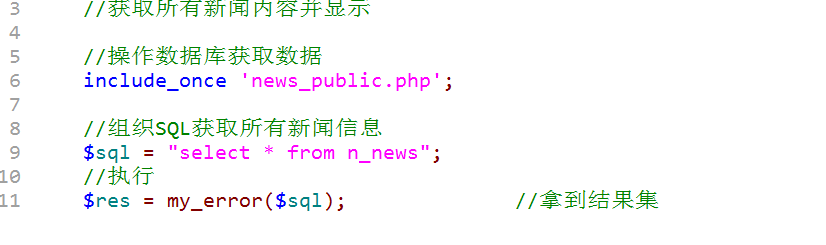 3 //获取所有新闻内容并显示
4
5 //操作数据库获取数据
6 include_once 'news_public.php';
7
8 //组织SQL获取所有新闻信息
9 $sql = "select * from n_news";
10 //执行
11 $res = my_error($sql); //拿到结果集